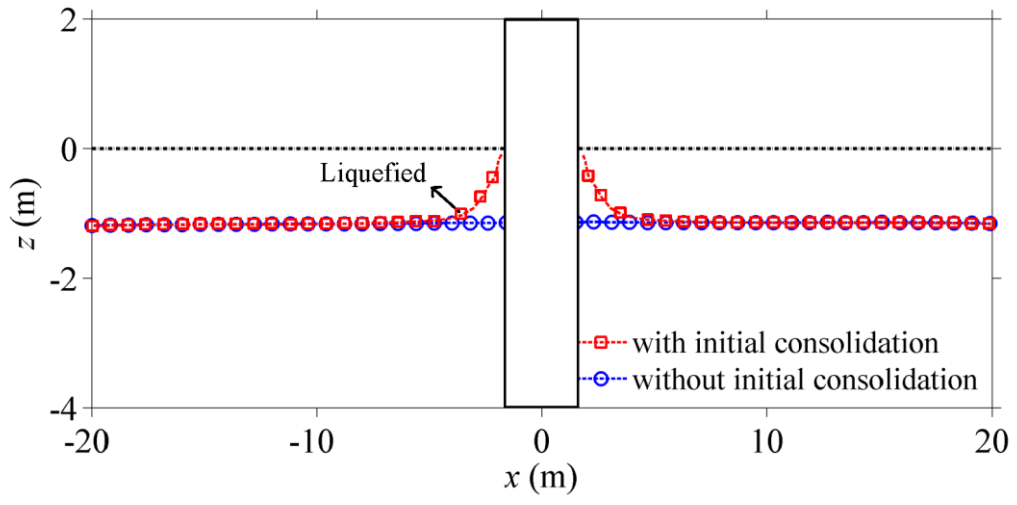 2
0
-2
-4
z (m)
Liquefied
with initial consolidation
without initial consolidation
-20 -10 0 10 20
x (m)